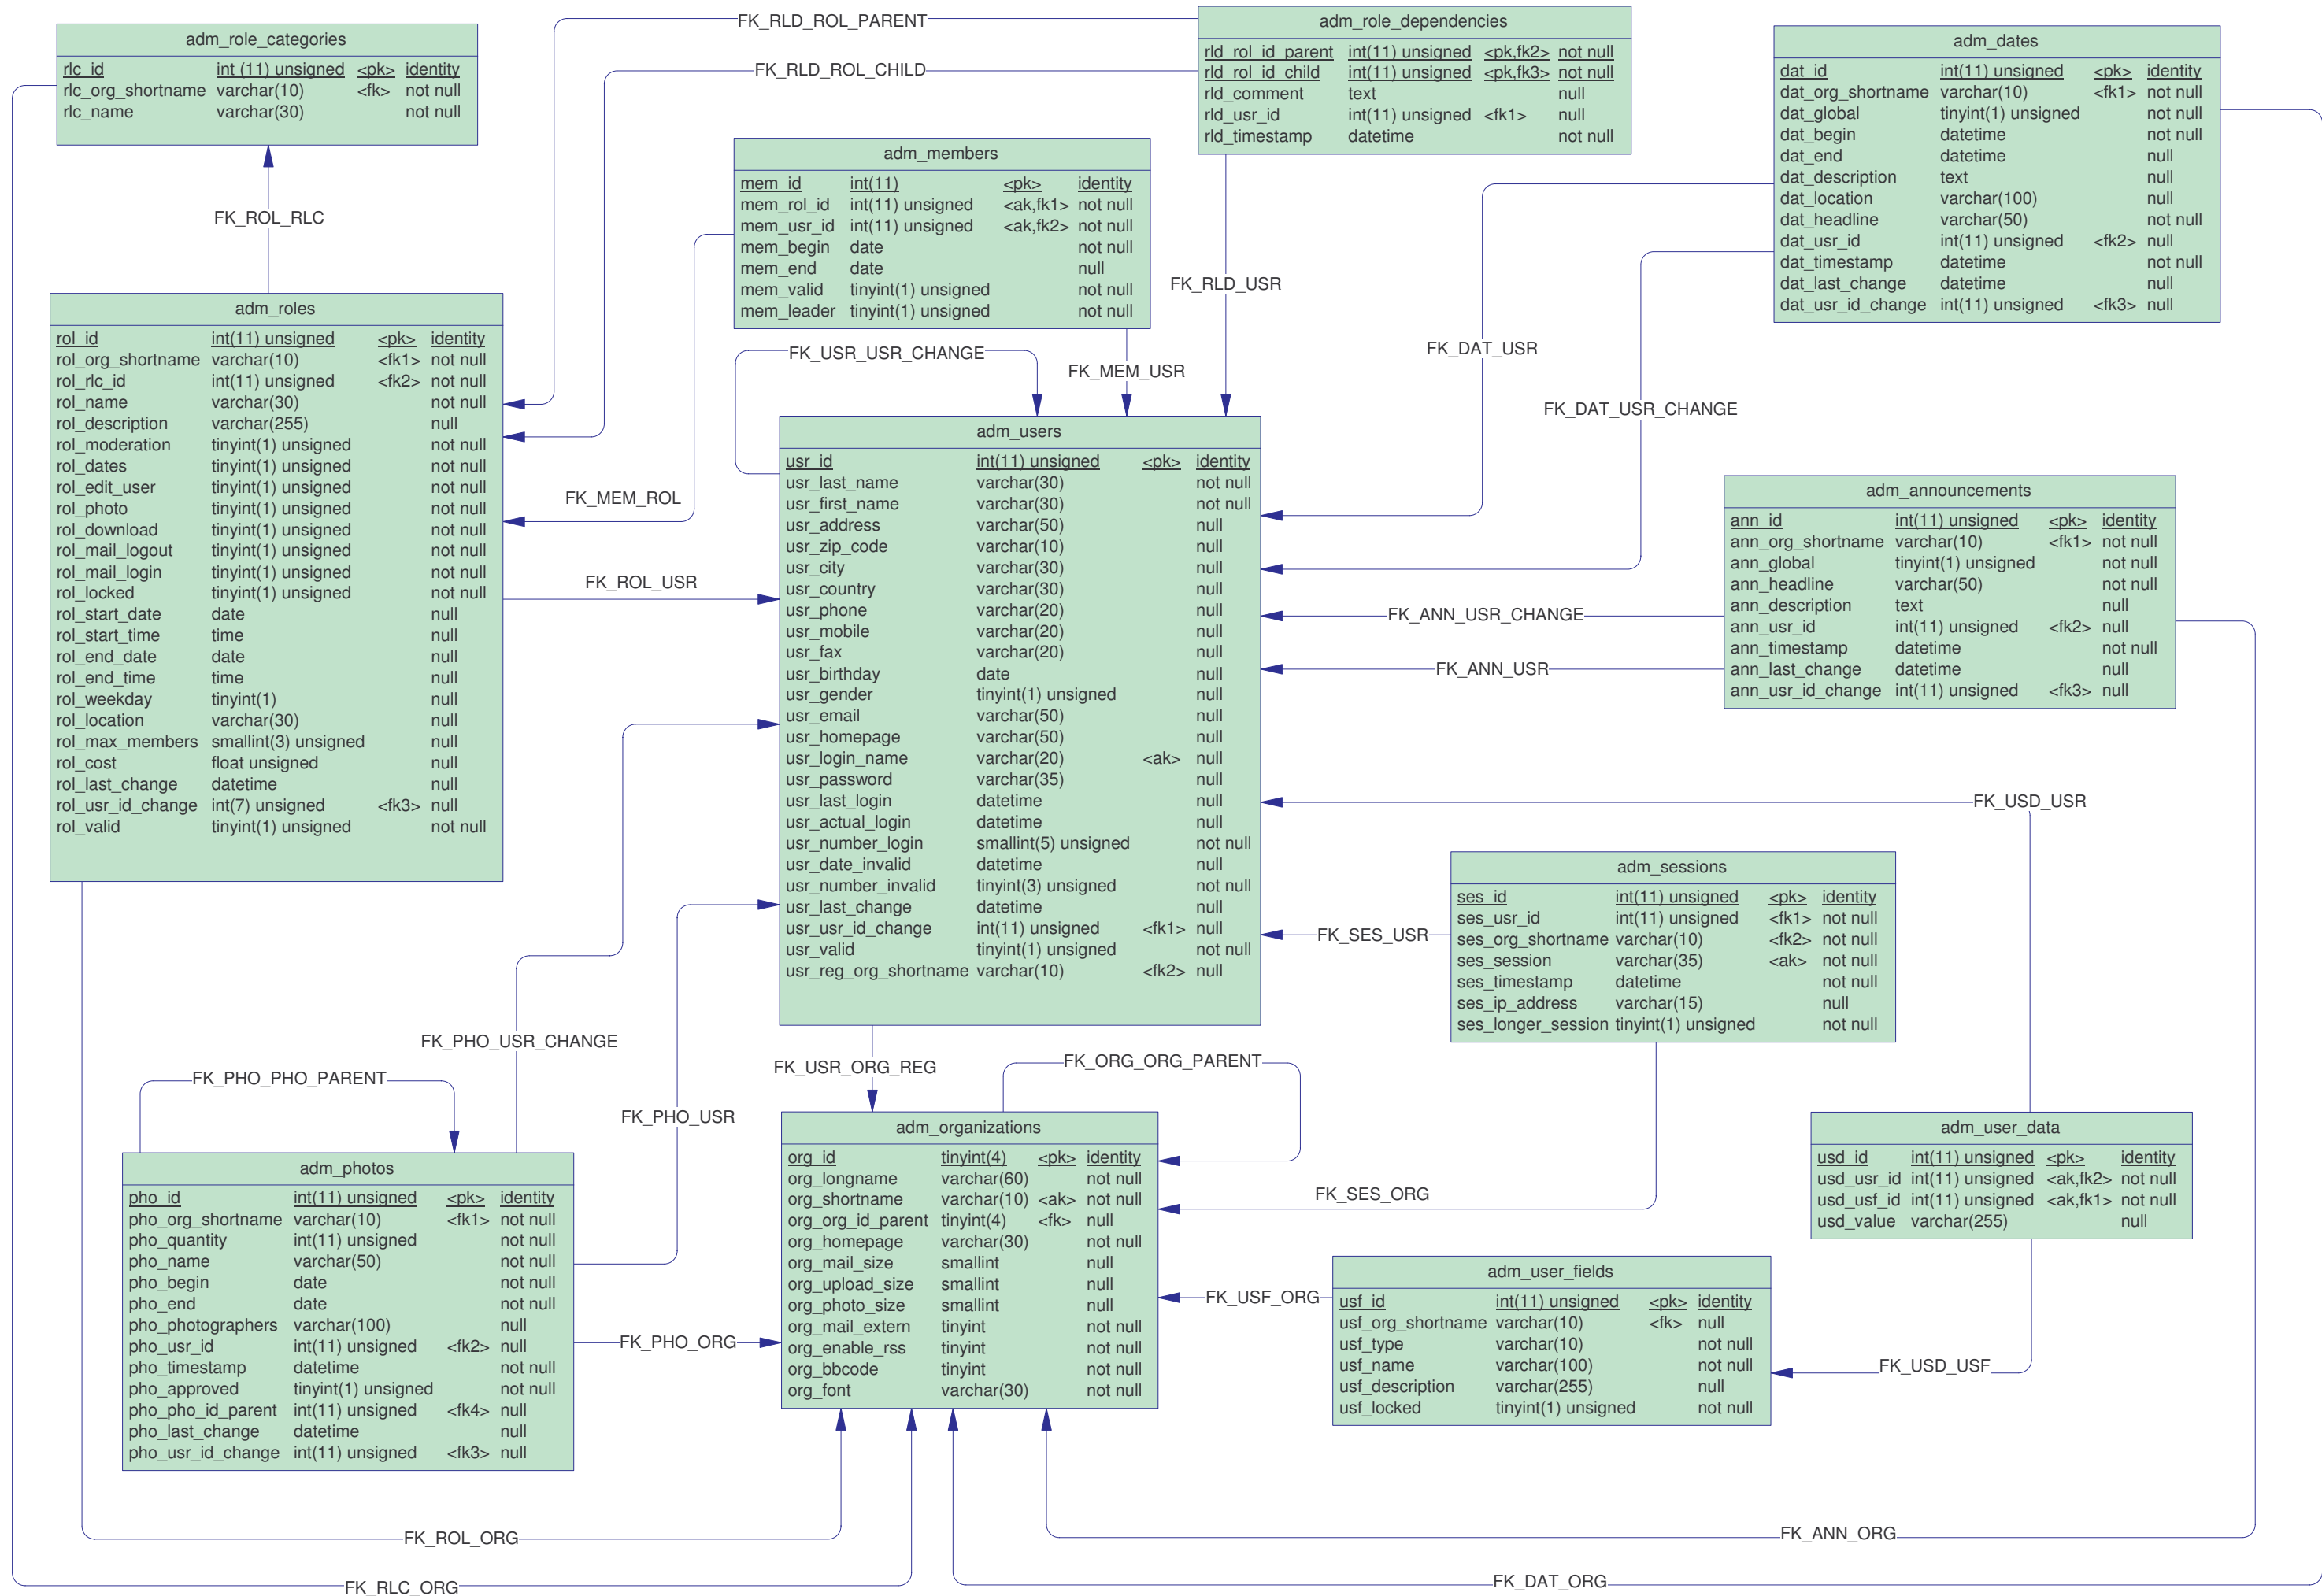 FK_RLD_ROL_PARENT
FK_RLD_ROL_CHILD
adm_role_categories
rlc_id int (11) unsigned <pk> identity
rlc_org_shortname varchar(10) <fk> not null
rlc_name varchar(30) not null
adm_role_dependencies
rld_rol_id_parent int(11) unsigned <pk,fk2> not null
rld_rol_id_child int(11) unsigned <pk,fk3> not null
rld_comment text null
rld_usr_id int(11) unsigned <fk1> null
rld_timestamp datetime not null
adm_dates
dat_id int(11) unsigned <pk> identity
dat_org_shortname varchar(10) <fk1> not null
dat_global tinyint(1) unsigned not null
dat_begin datetime not null
dat_end datetime null
dat_description text null
dat_location varchar(100) null
dat_headline varchar(50) not null
dat_usr_id int(11) unsigned <fk2> null
dat_timestamp datetime not null
dat_last_change datetime null
dat_usr_id_change int(11) unsigned <fk3> null
adm_members
mem_id int(11) <pk> identity
mem_rol_id int(11) unsigned <ak,fk1> not null
mem_usr_id int(11) unsigned <ak,fk2> not null
mem_begin date not null
mem_end date null
mem_valid tinyint(1) unsigned not null
mem_leader tinyint(1) unsigned not null
FK_ROL_RLC
FK_RLD_USR
FK_USR_USR_CHANGE
FK_MEM_USR
FK_DAT_USR
FK_DAT_USR_CHANGE
adm_roles
rol_id int(11) unsigned <pk> identity
rol_org_shortname varchar(10) <fk1> not null
rol_rlc_id int(11) unsigned <fk2> not null
rol_name varchar(30) not null
rol_description varchar(255) null
rol_moderation tinyint(1) unsigned not null
rol_dates tinyint(1) unsigned not null
rol_edit_user tinyint(1) unsigned not null
rol_photo tinyint(1) unsigned not null
rol_download tinyint(1) unsigned not null
rol_mail_logout tinyint(1) unsigned not null
rol_mail_login tinyint(1) unsigned not null
rol_locked tinyint(1) unsigned not null
rol_start_date date null
rol_start_time time null
rol_end_date date null
rol_end_time time null
rol_weekday tinyint(1) null
rol_location varchar(30) null
rol_max_members smallint(3) unsigned null
rol_cost float unsigned null
rol_last_change datetime null
rol_usr_id_change int(7) unsigned <fk3> null
rol_valid tinyint(1) unsigned not null
FK_MEM_ROL
FK_ROL_USR
adm_users
usr_id int(11) unsigned <pk> identity
usr_last_name varchar(30) not null
usr_first_name varchar(30) not null
usr_address varchar(50) null
usr_zip_code varchar(10) null
usr_city varchar(30) null
usr_country varchar(30) null
usr_phone varchar(20) null
usr_mobile varchar(20) null
usr_fax varchar(20) null
usr_birthday date null
usr_gender tinyint(1) unsigned null
usr_email varchar(50) null
usr_homepage varchar(50) null
usr_login_name varchar(20) <ak> null
usr_password varchar(35) null
usr_last_login datetime null
usr_actual_login datetime null
usr_number_login smallint(5) unsigned not null
usr_date_invalid datetime null
usr_number_invalid tinyint(3) unsigned not null
usr_last_change datetime null
usr_usr_id_change int(11) unsigned <fk1> null
usr_valid tinyint(1) unsigned not null
usr_reg_org_shortname varchar(10) <fk2> null
adm_announcements
ann_id int(11) unsigned <pk> identity
ann_org_shortname varchar(10) <fk1> not null
ann_global tinyint(1) unsigned not null
ann_headline varchar(50) not null
ann_description text null
ann_usr_id int(11) unsigned <fk2> null
ann_timestamp datetime not null
ann_last_change datetime null
ann_usr_id_change int(11) unsigned <fk3> null
FK_ANN_USR_CHANGE
FK_ANN_USR
FK_USD_USR
adm_sessions
ses_id int(11) unsigned <pk> identity
ses_usr_id int(11) unsigned <fk1> not null
ses_org_shortname varchar(10) <fk2> not null
ses_session varchar(35) <ak> not null
ses_timestamp datetime not null
ses_ip_address varchar(15) null
ses_longer_session tinyint(1) unsigned not null
FK_SES_USR
FK_PHO_USR_CHANGE
FK_PHO_PHO_PARENT
FK_USR_ORG_REG
FK_ORG_ORG_PARENT
FK_PHO_USR
adm_photos
pho_id int(11) unsigned <pk> identity
pho_org_shortname varchar(10) <fk1> not null
pho_quantity int(11) unsigned not null
pho_name varchar(50) not null
pho_begin date not null
pho_end date not null
pho_photographers varchar(100) null
pho_usr_id int(11) unsigned <fk2> null
pho_timestamp datetime not null
pho_approved tinyint(1) unsigned not null
pho_pho_id_parent int(11) unsigned <fk4> null
pho_last_change datetime null
pho_usr_id_change int(11) unsigned <fk3> null
adm_organizations
org_id tinyint(4) <pk> identity
org_longname varchar(60) not null
org_shortname varchar(10) <ak> not null
org_org_id_parent tinyint(4) <fk> null
org_homepage varchar(30) not null
org_mail_size smallint null
org_upload_size smallint null
org_photo_size smallint null
org_mail_extern tinyint not null
org_enable_rss tinyint not null
org_bbcode tinyint not null
org_font varchar(30) not null
adm_user_data
usd_id int(11) unsigned <pk> identity
usd_usr_id int(11) unsigned <ak,fk2> not null
usd_usf_id int(11) unsigned <ak,fk1> not null
usd_value varchar(255) null
FK_SES_ORG
FK_USF_ORG
FK_PHO_ORG
adm_user_fields
usf_id int(11) unsigned <pk> identity
usf_org_shortname varchar(10) <fk> null
usf_type varchar(10) not null
usf_name varchar(100) not null
usf_description varchar(255) null
usf_locked tinyint(1) unsigned not null
FK_USD_USF
FK_ROL_ORG
FK_ANN_ORG
FK_RLC_ORG
FK_DAT_ORG